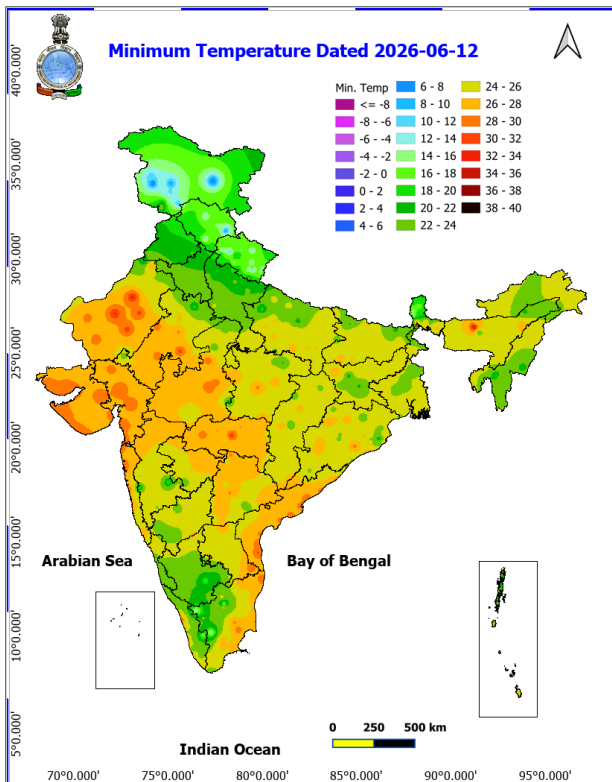 Minimum Temperature Dated 2026-06-12
Min. Temp
<= -8
-8 - -6
-6 - -4
-4 - -2
-2 - 0
0 - 2
2 - 4
4 - 6
6 - 8
8 - 10
10 - 12
12 - 14
14 - 16
16 - 18
18 - 20
20 - 22
22 - 24
24 - 26
26 - 28
28 - 30
30 - 32
32 - 34
34 - 36
36 - 38
38 - 40
40°0.000'
35°0.000'
30°0.000'
25°0.000'
20°0.000'
15°0.000'
10°0.000'
5°0.000'
Arabian Sea
Bay of Bengal
Indian Ocean
0 250 500 km
70°0.000' 75°0.000' 80°0.000' 85°0.000' 90°0.000' 95°0.000'